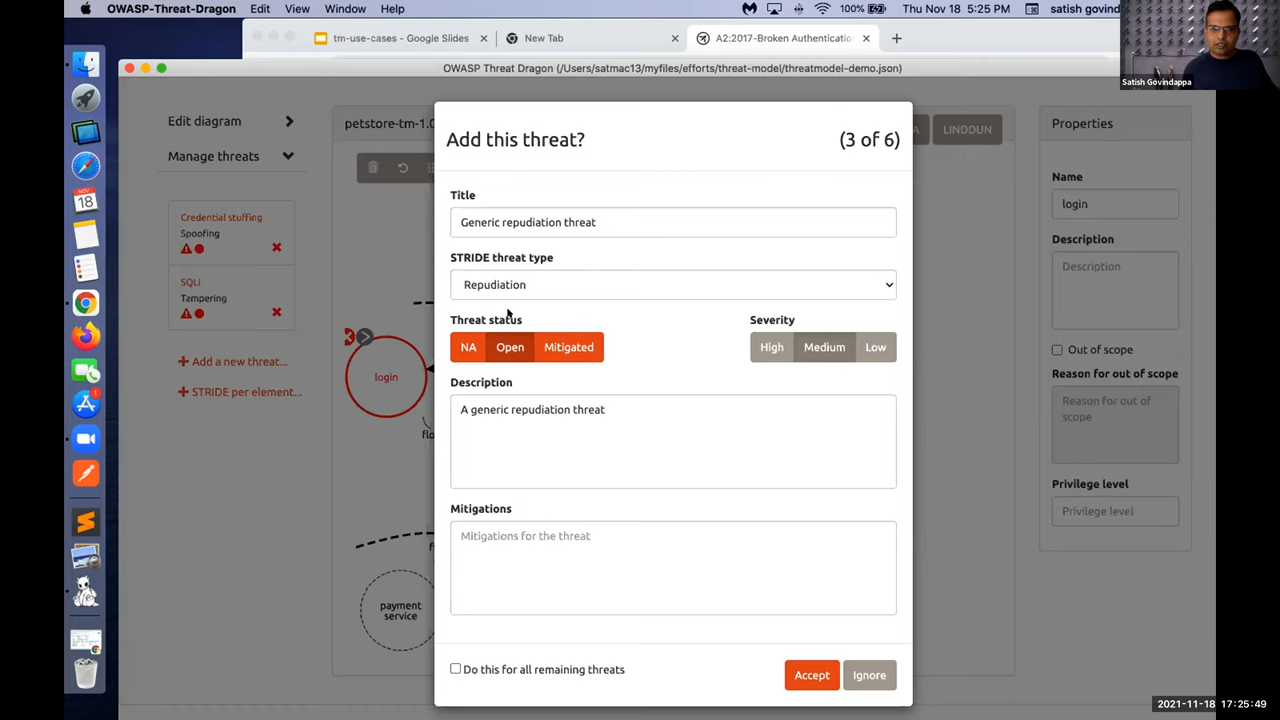 OWASP-Threat-Dragon Edit View Window Help 100% Thu Nov 18 5:25 PM satish govind
tm-use-cases - Google Slides New Tab A2:2017-Broken Authenticatio
OWASP Threat Dragon (/Users/satmac13/myfiles/efforts/threat-model/threatmodel-demo.json)
Satish Govindappa
Edit diagram
Manage threats
petstore-tm-1.0
LINDDUN
Properties
Add this threat? (3 of 6)
Title
Generic repudiation threat
STRIDE threat type
Repudiation
Threat status
NA Open Mitigated
Severity
High Medium Low
Description
A generic repudiation threat
Mitigations
Mitigations for the threat
Do this for all remaining threats
Accept Ignore
Credential stuffing
Spoofing
SQLi
Tampering
Add a new threat...
STRIDE per element...
login
flo
payment
service
Name
login
Description
Description
Out of scope
Reason for out of scope
Reason for out of
scope
Privilege level
Privilege level
NOV
18
1
2021-11-18 17:25:49